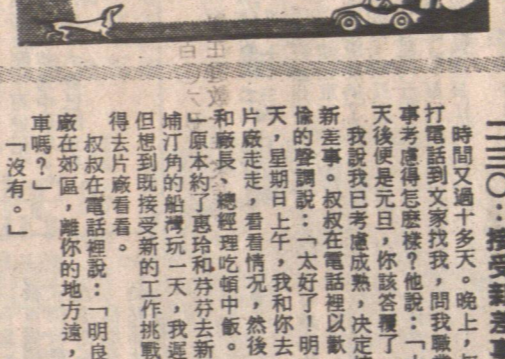 二三〇：接受新差事
時間又過十多天。晚上，
打電話到文家找我，問我職
事考慮得怎麽樣？他說：「
天後便是元旦，你該答覆了
我說我已考慮成熟，決定
新差事。叔叔在電話裡以歡
愉的聲調說：「太好了！明
天，星期日上午，我和你去
片廠走走，看看情況，然後
和廠長、總經理吃頓中飯。
」原本約了惠玲和芬芬去新
埔汀角的船灣玩一天，我遲
但想到既接受新的工作挑戰
得去片廠看看。
叔叔在電話裡說：「明良
廠在郊區，離你的地方遠，
車嗎？」
「沒有。」